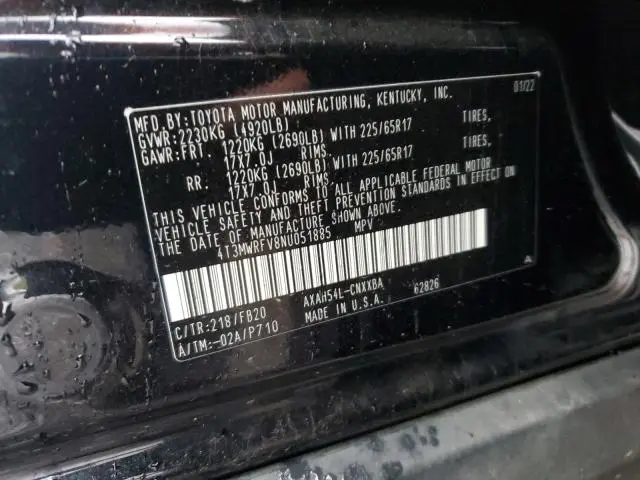 MFD. BY: TOYOTA MOTOR MANUFACTURING, KENTUCKY, INC. 01/22
GVWR: 2230KG (4920LB)
GAWR: FRT. 1220KG (2690LB) WITH 225/65R17 TIRES,
17X7.0J RIMS
RR. 1220KG (2690LB) WITH 225/65R17 TIRES,
17X7.0J RIMS
THIS VEHICLE CONFORMS TO ALL APPLICABLE FEDERAL MOTOR
VEHICLE SAFETY AND THEFT PREVENTION STANDARDS IN EFFECT ON
THE DATE OF MANUFACTURE SHOWN ABOVE.
4T3MWRFV8NU051885 MPV
A
C/TR:218/FB20 AXAH54L-CNXXBA 62826
A/TM:-02A/P710 MADE IN U.S.A.